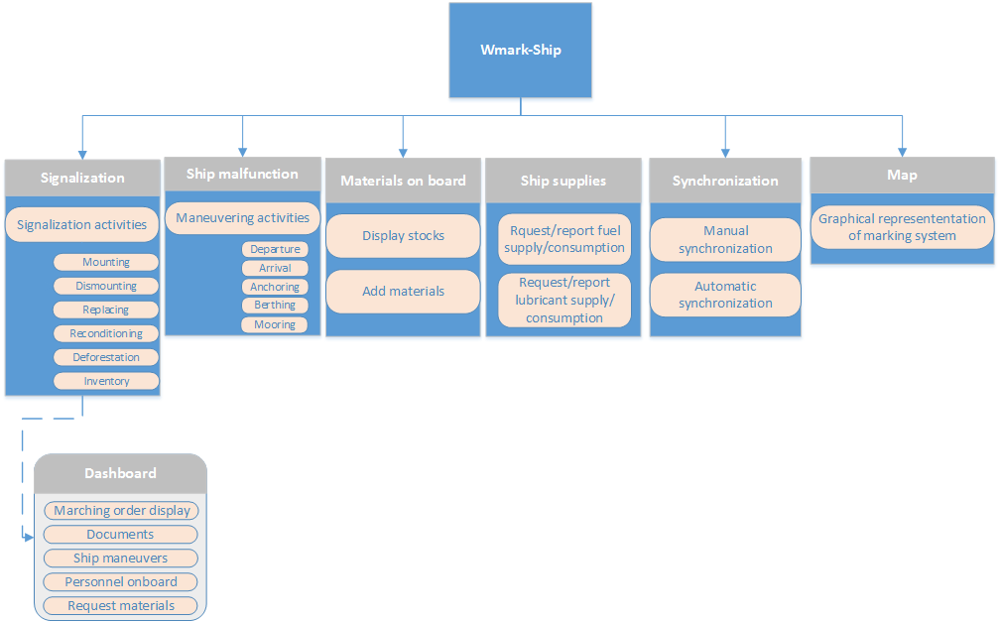 Wmark-Ship
Signalization
Signalization activities
Mounting
Dismounting
Replacing
Reconditioning
Deforestation
Inventory
Ship malfunction
Maneuvering activities
Departure
Arrival
Anchoring
Berthing
Mooring
Materials on board
Display stocks
Add materials
Ship supplies
Rquest/report fuel
supply/consumption
Request/report
lubricant supply/
consumption
Synchronization
Manual
synchronization
Automatic
synchronization
Map
Graphical reprensentation
of marking system
Dashboard
Marching order display
Documents
Ship maneuvers
Personnel onboard
Request materials